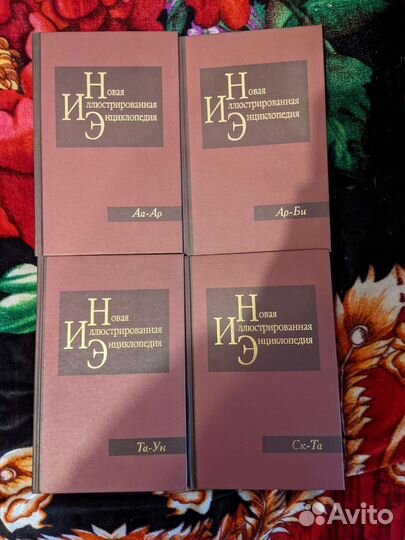 Новая
Иллюстрированная
Энциклопедия
Аа-Ар
Новая
Иллюстрированная
Энциклопедия
Ар-Би
Новая
Иллюстрированная
Энциклопедия
Та-Ун
Новая
Иллюстрированная
Энциклопедия
Ск-Та
Avito